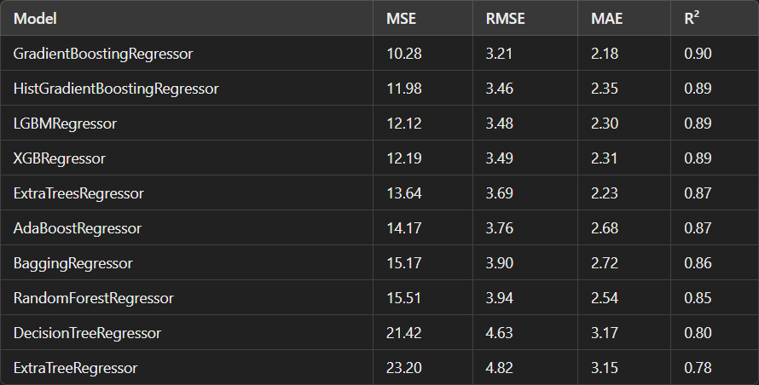 Model MSE RMSE MAE R²
GradientBoostingRegressor 10.28 3.21 2.18 0.90
HistGradientBoostingRegressor 11.98 3.46 2.35 0.89
LGBMRegressor 12.12 3.48 2.30 0.89
XGBRegressor 12.19 3.49 2.31 0.89
ExtraTreesRegressor 13.64 3.69 2.23 0.87
AdaBoostRegressor 14.17 3.76 2.68 0.87
BaggingRegressor 15.17 3.90 2.72 0.86
RandomForestRegressor 15.51 3.94 2.54 0.85
DecisionTreeRegressor 21.42 4.63 3.17 0.80
ExtraTreeRegressor 23.20 4.82 3.15 0.78